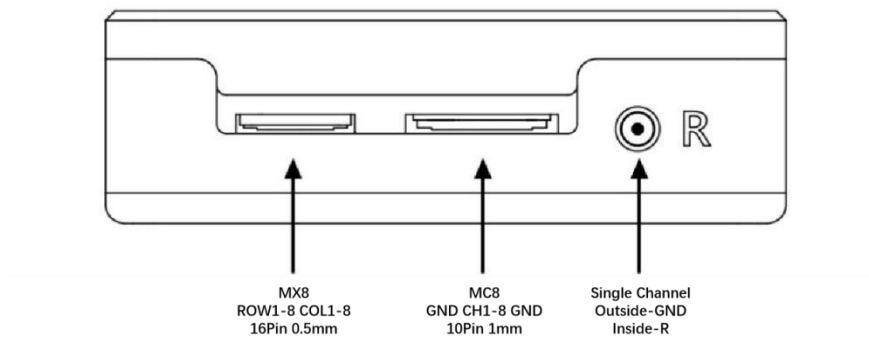 R
MX8
ROW1-8 COL1-8
16Pin 0.5mm
MC8
GND CH1-8 GND
10Pin 1mm
Single Channel
Outside-GND
Inside-R